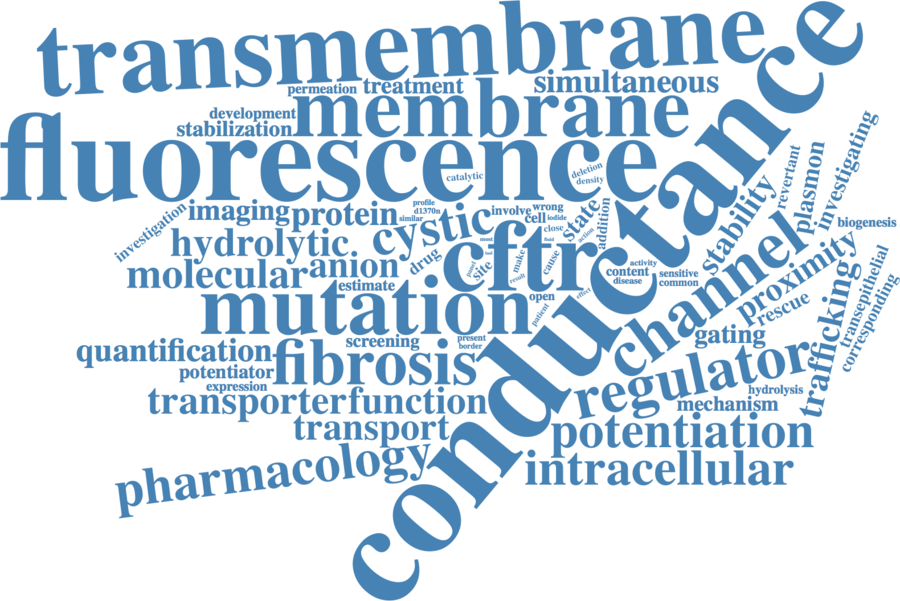 transmembrane
permeation
treatment
simultaneous
development
membrane
stabilization
fluorescence
conductance
catalytic
deletion
density
revertant
plasmon
investigating
investigation
imaging
protein
profile
d1370n
similar
cystic
involve
wrong
cell
iodide
state
addition
stability
biogenesis
hydrolytic
close
action
most
fluid
cftr
channel
proximity
molecular
anion
drug
site
panel
make
result
cause
activity
content
disease
sensitive
common
transepithelial
corresponding
estimate
mutation
open
effect
patient
rescue
trafficking
quantification
screening
present
border
gating
potentiator
fibrosis
regulator
expression
hydrolysis
transporter
function
mechanism
transport
potentiation
pharmacology
intracellular